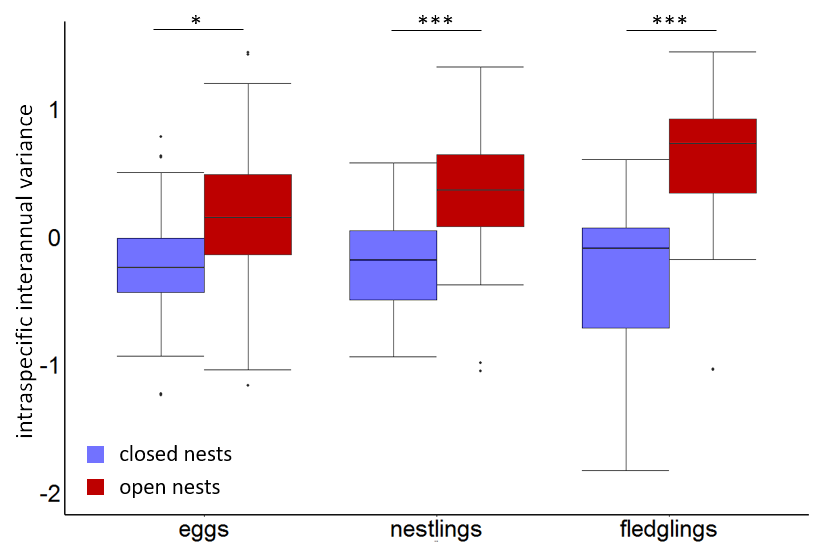 * *** ***
intraspecific interannual variance
1
0
-1
-2
closed nests
open nests
eggs nestlings fledglings